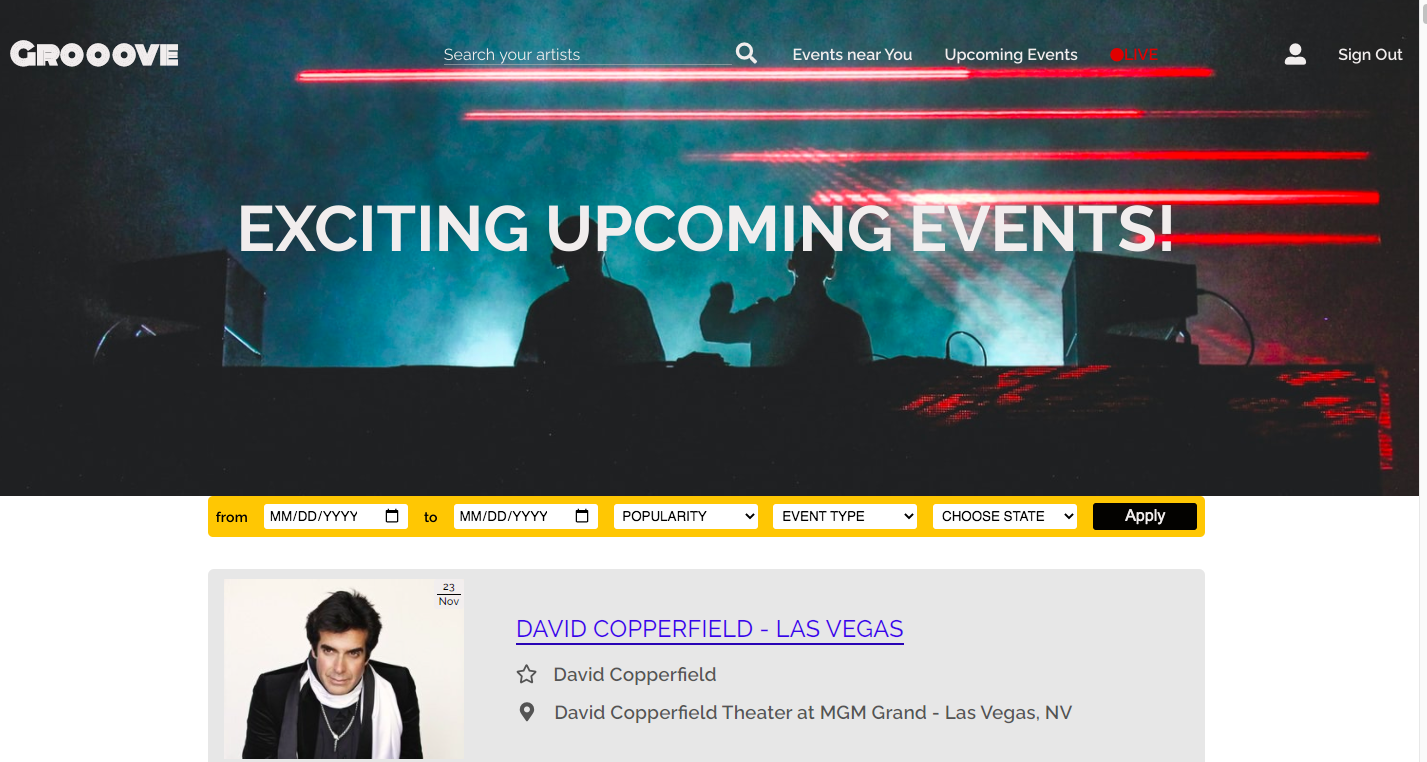 GROOOVE
Search your artists
Events near You
Upcoming Events
LIVE
Sign Out
EXCITING UPCOMING EVENTS!
from MM/DD/YYYY to MM/DD/YYYY POPULARITY EVENT TYPE CHOOSE STATE Apply
23
Nov
DAVID COPPERFIELD - LAS VEGAS
David Copperfield
David Copperfield Theater at MGM Grand - Las Vegas, NV